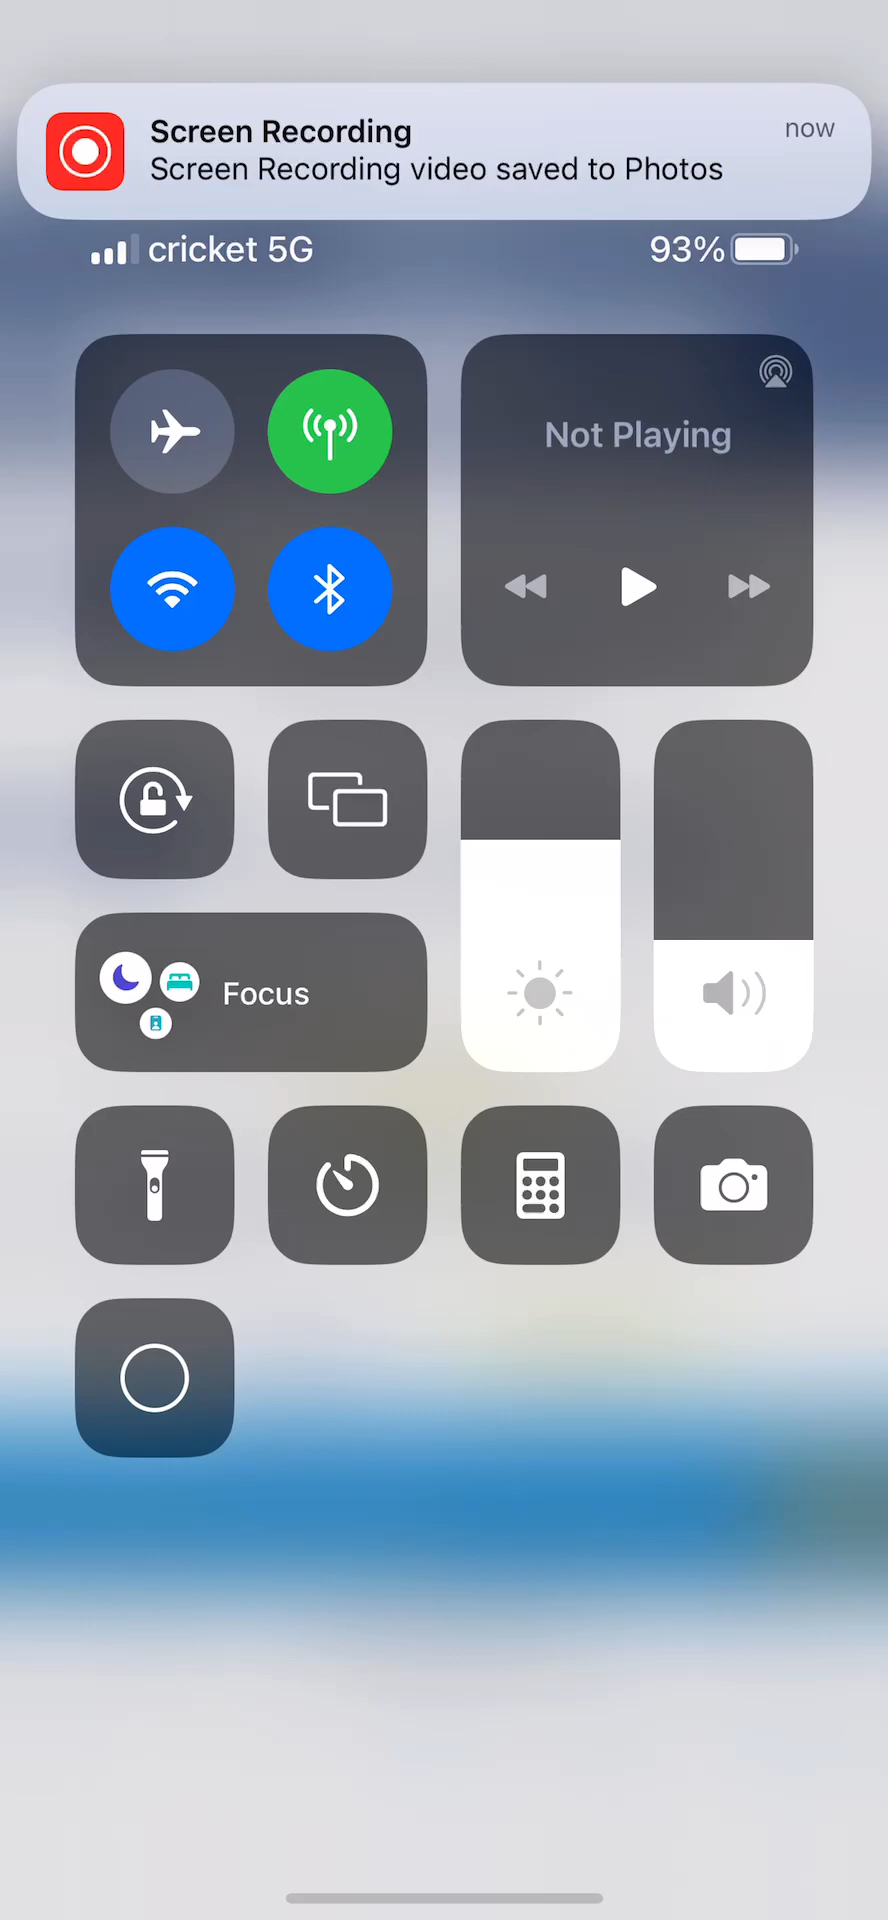 Screen Recording
now
Screen Recording video saved to Photos
cricket 5G
93%
Not Playing
Focus